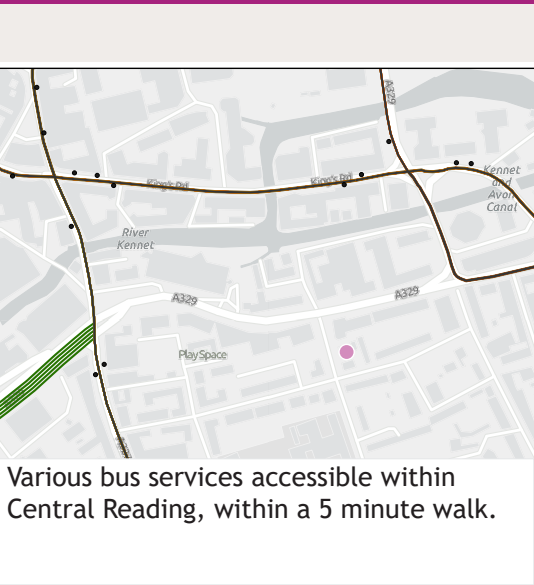 A329
King's Rd
King's Rd
Kennet
and
Avon
Canal
River
Kennet
A329
A329
PlaySpace
Various bus services accessible within
Central Reading, within a 5 minute walk.